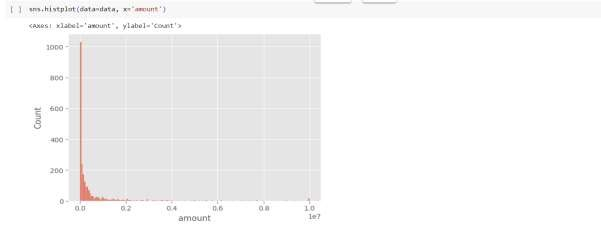 [ ] sns.histplot(data=data, x='amount')
<Axes: xlabel='amount', ylabel='Count'>
1000
800
600
400
200
0
Count
0.0 0.2 0.4 0.6 0.8 1.0
1e7
amount